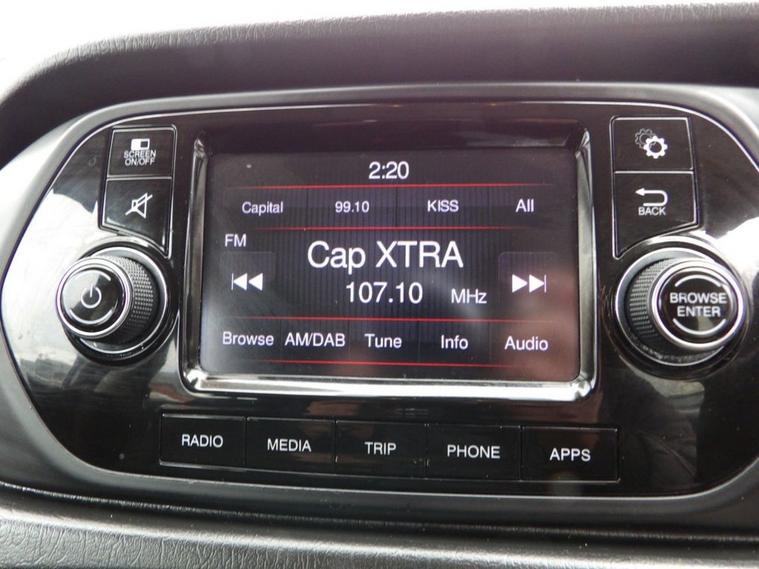 SCREEN
ON/OFF
2:20
Capital 99.10 KISS All
FM
Cap XTRA
107.10 MHz
Browse AM/DAB Tune Info Audio
BACK
BROWSE
ENTER
RADIO MEDIA TRIP PHONE APPS